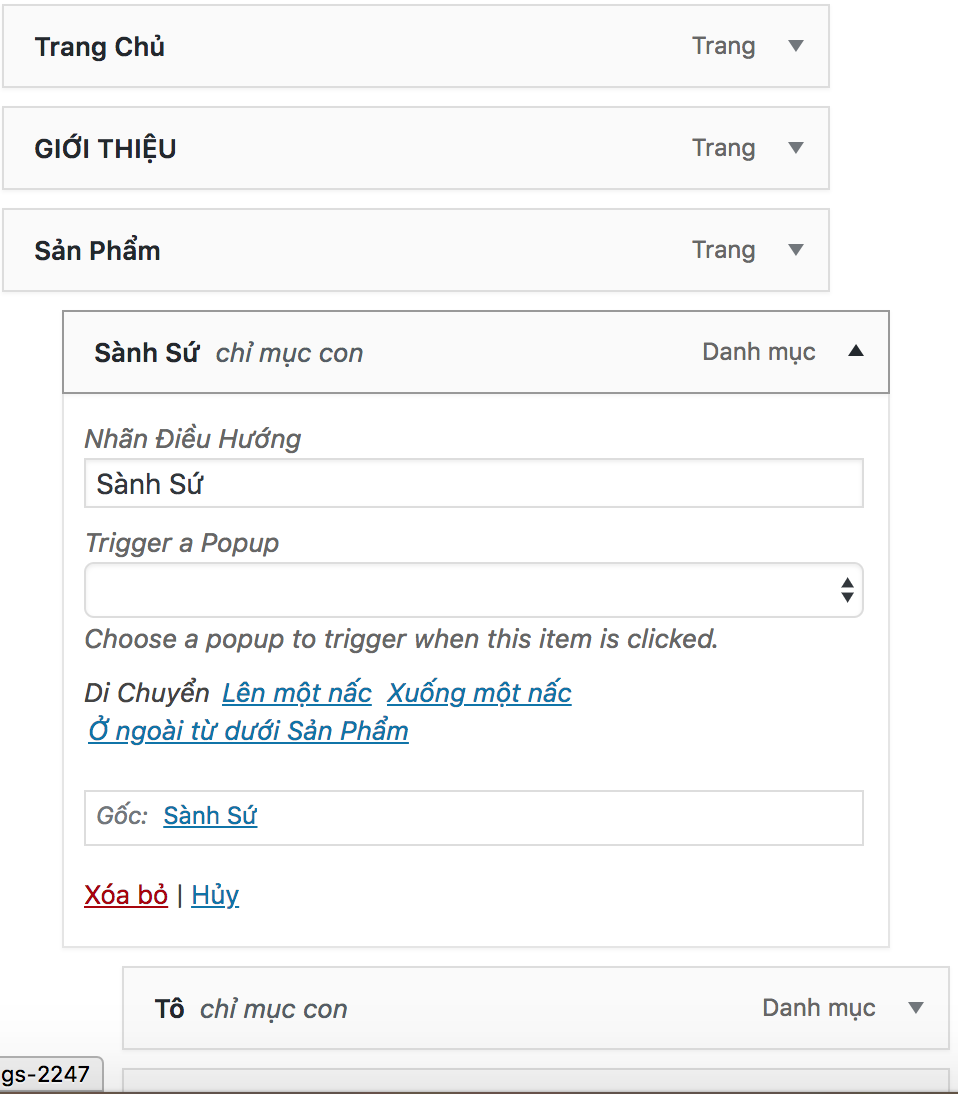 Trang Chủ Trang
GIỚI THIỆU Trang
Sản Phẩm Trang
Sành Sứ chỉ mục con Danh mục
Nhãn Điều Hướng
Sành Sứ
Trigger a Popup
Choose a popup to trigger when this item is clicked.
Di Chuyển Lên một nấc Xuống một nấc
Ở ngoài từ dưới Sản Phẩm
Gốc: Sành Sứ
Xóa bỏ | Hủy
Tô chỉ mục con Danh mục
gs-2247